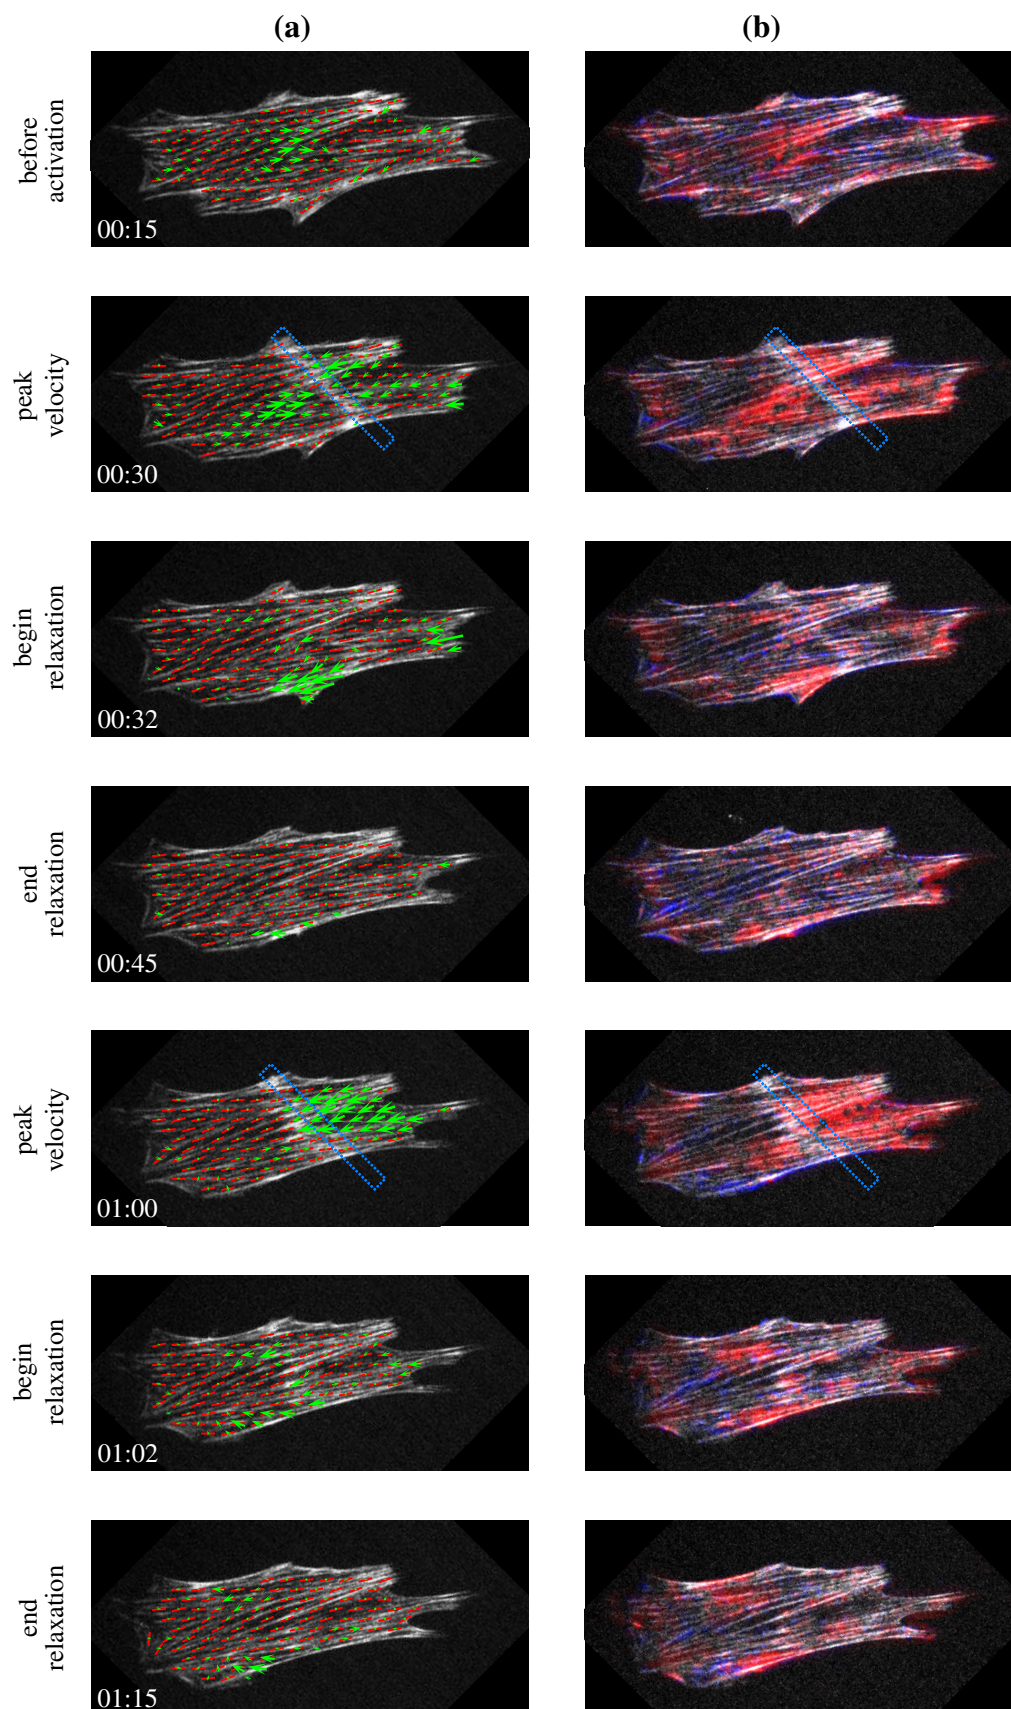 (a) (b)
before
activation
00:15
peak
velocity
00:30
begin
relaxation
00:32
end
relaxation
00:45
peak
velocity
01:00
begin
relaxation
01:02
end
relaxation
01:15